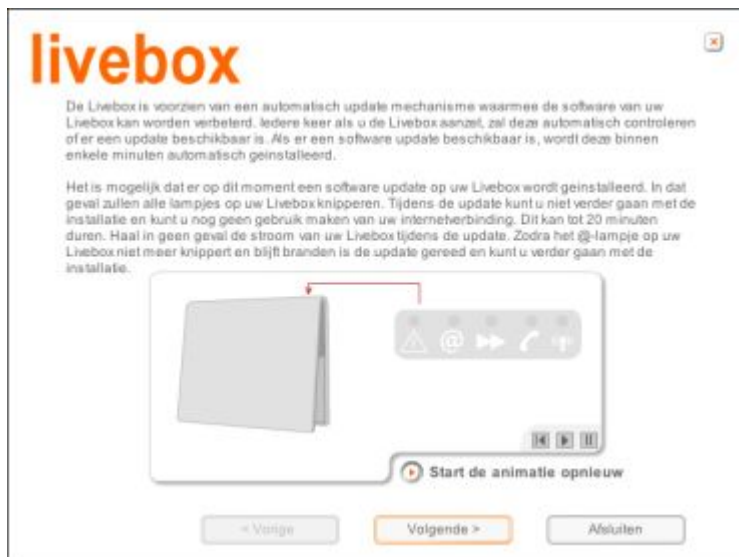 livebox
De Livebox is voorzien van een automatisch update mechanisme waarmee de software van uw
Livebox kan worden verbeterd. Iedere keer als u de Livebox aanzet, zal deze automatisch controleren
of er een update beschikbaar is. Als er een software update beschikbaar is, wordt deze binnen
enkele minuten automatisch geinstalleerd.
Het is mogelijk dat er op dit moment een software update op uw Livebox wordt geinstalleerd. In dat
geval zullen alle lampjes op uw Livebox knipperen. Tijdens de update kunt u niet verder gaan met de
installatie en kunt u nog geen gebruik maken van uw internetverbinding. Dit kan tot 20 minuten
duren. Haal in geen geval de stroom van uw Livebox tijdens de update. Zodra het @-lampje op uw
Livebox niet meer knippert en blijft branden is de update gereed en kunt u verder gaan met de
installatie.
@
Start de animatie opnieuw
< Vorige
Volgende >
Afsluiten